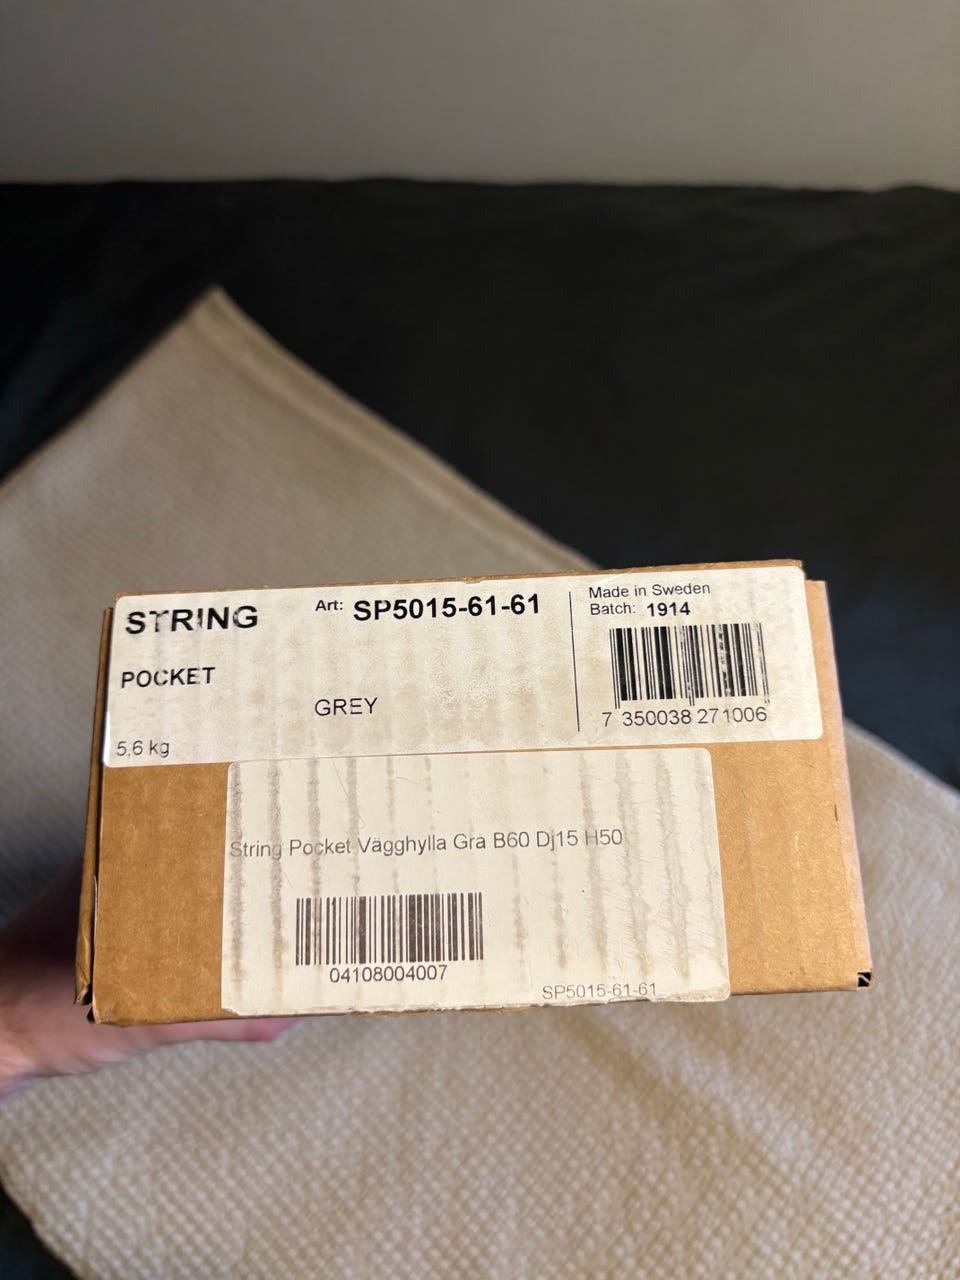 STRING
Art: SP5015-61-61
Made in Sweden
Batch: 1914
POCKET
GREY
7 350038 271006
5,6 kg
String Pocket Vägghylla Grå B60 Dj15 H50
04108004007
SP5015-61-61